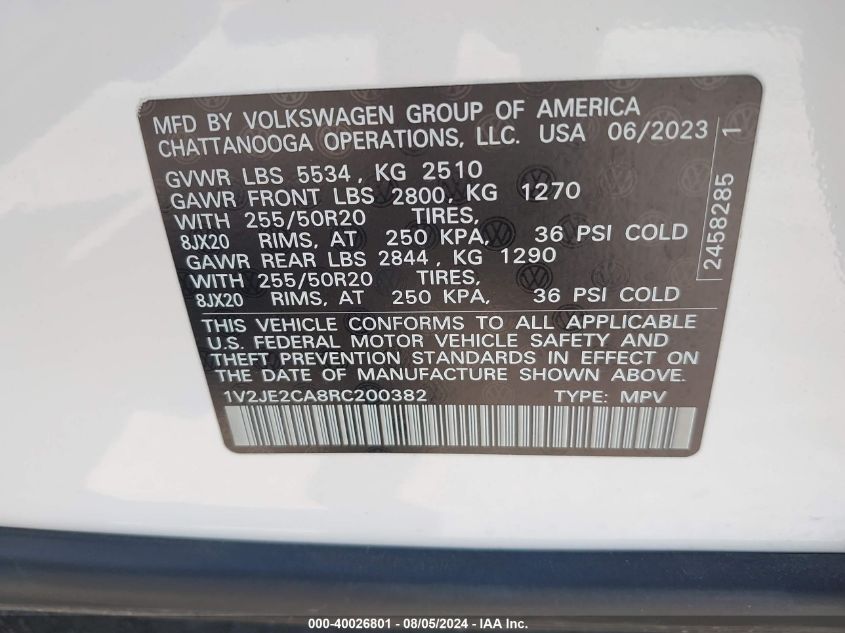 MFD BY VOLKSWAGEN GROUP OF AMERICA
CHATTANOOGA OPERATIONS, LLC. USA 06/2023
GVWR LBS 5534, KG 2510
GAWR FRONT LBS 2800, KG 1270
WITH 255/50R20 TIRES,
8JX20 RIMS, AT 250 KPA, 36 PSI COLD
GAWR REAR LBS 2844, KG 1290
WITH 255/50R20 TIRES,
8JX20 RIMS, AT 250 KPA, 36 PSI COLD
THIS VEHICLE CONFORMS TO ALL APPLICABLE
U.S. FEDERAL MOTOR VEHICLE SAFETY AND
THEFT PREVENTION STANDARDS IN EFFECT ON
THE DATE OF MANUFACTURE SHOWN ABOVE.
1V2JE2CA8RC200382 TYPE: MPV
2458285 1
000-40026801 - 08/05/2024 - IAA Inc.